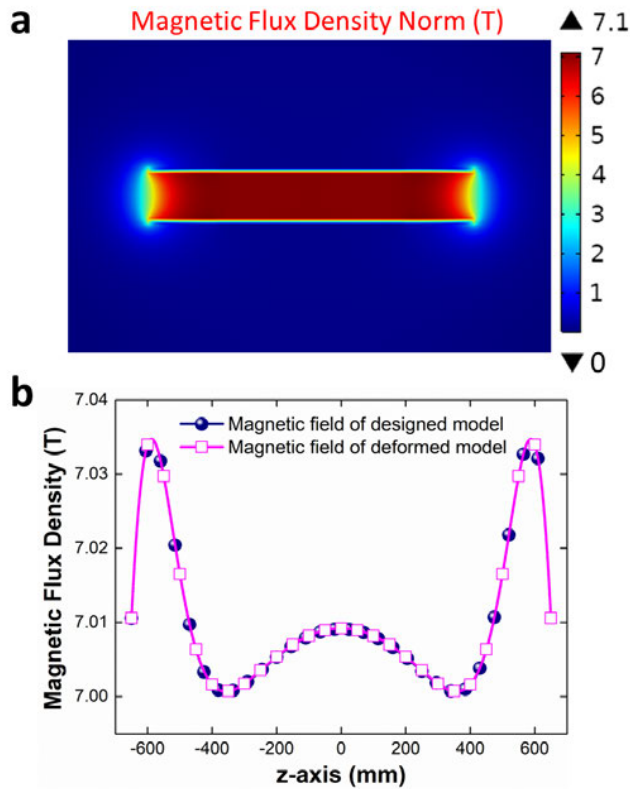 a
Magnetic Flux Density Norm (T)
▲ 7.1
7
6
5
4
3
2
1
▼ 0
b
7.04
7.03
7.02
7.01
7.00
Magnetic Flux Density (T)
Magnetic field of designed model
Magnetic field of deformed model
-600 -400 -200 0 200 400 600
z-axis (mm)